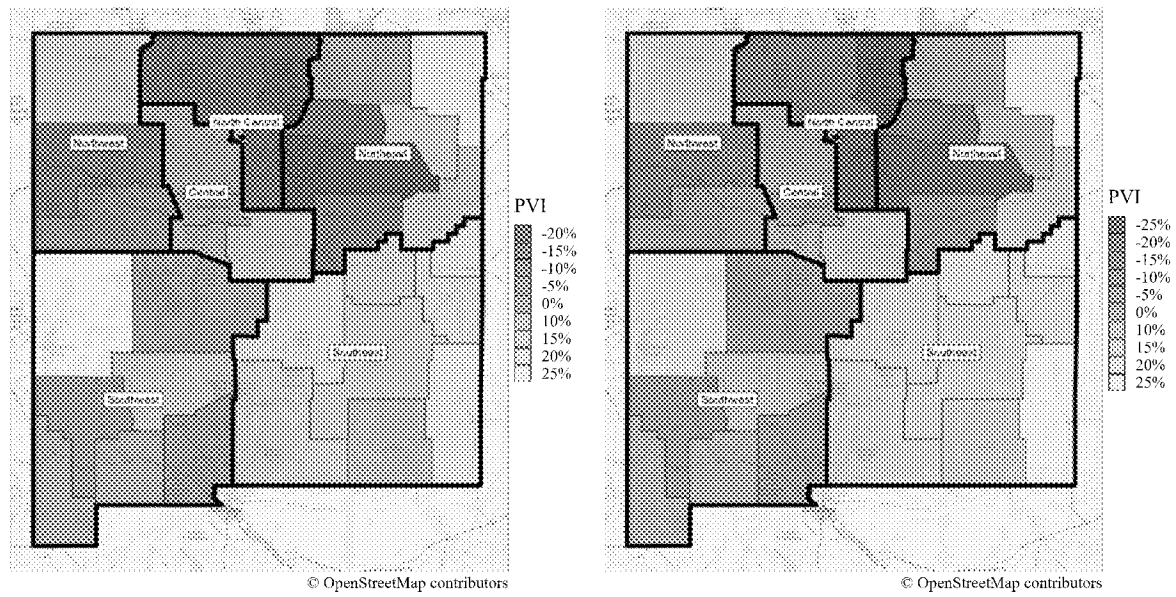 North Central
Northwest
Northeast
Central
Southeast
Southwest
PVI
-20%
-15%
-10%
-5%
0%
10%
15%
20%
25%
© OpenStreetMap contributors
North Central
Northwest
Northeast
Central
Southeast
Southwest
PVI
-25%
-20%
-15%
-10%
-5%
0%
10%
15%
20%
25%
© OpenStreetMap contributors